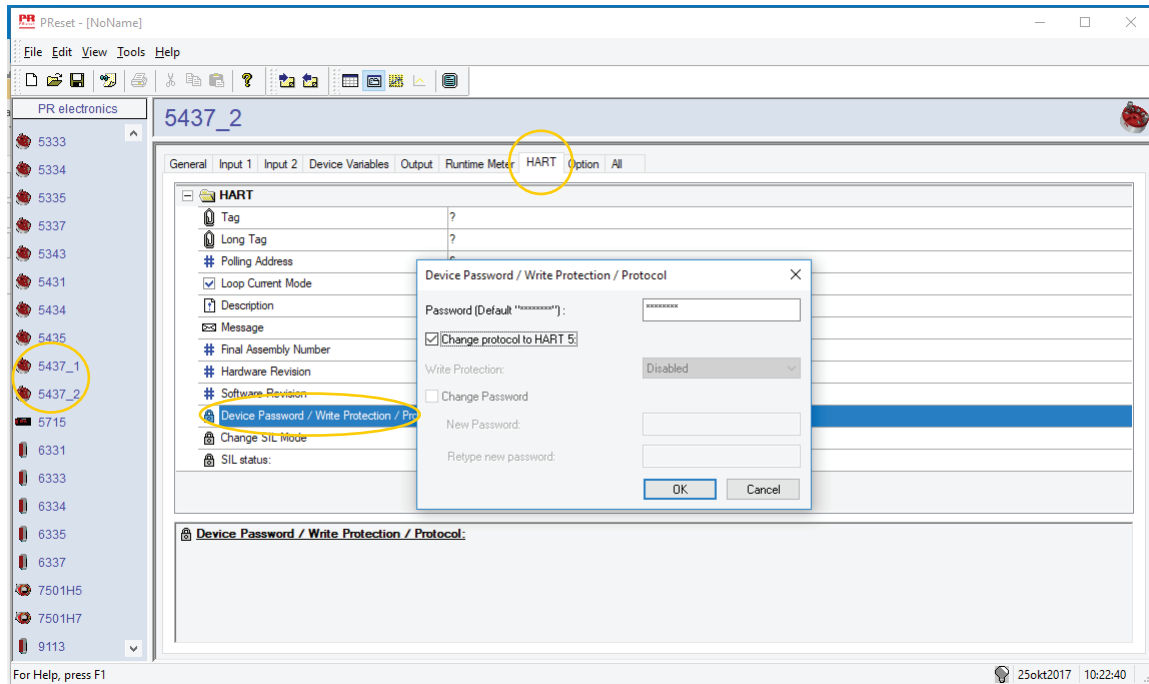 PR PReset - [NoName]
File Edit View Tools Help
PR electronics
5333
5334
5335
5337
5343
5431
5434
5435
5437_1
5437_2
5715
6331
6333
6334
6335
6337
7501H5
7501H7
9113
5437_2
General Input 1 Input 2 Device Variables Output Runtime Meter HART Option All
HART
Tag ?
Long Tag ?
Polling Address
Loop Current Mode
Description
Message
Final Assembly Number
Hardware Revision
Software Revision
Device Password / Write Protection / Pro
Change SIL Mode
SIL status:
Device Password / Write Protection / Protocol
Password (Default "********") : ********
Change protocol to HART 5:
Write Protection: Disabled
Change Password
New Password:
Retype new password:
OK Cancel
Device Password / Write Protection / Protocol:
For Help, press F1 25okt2017 10:22:40